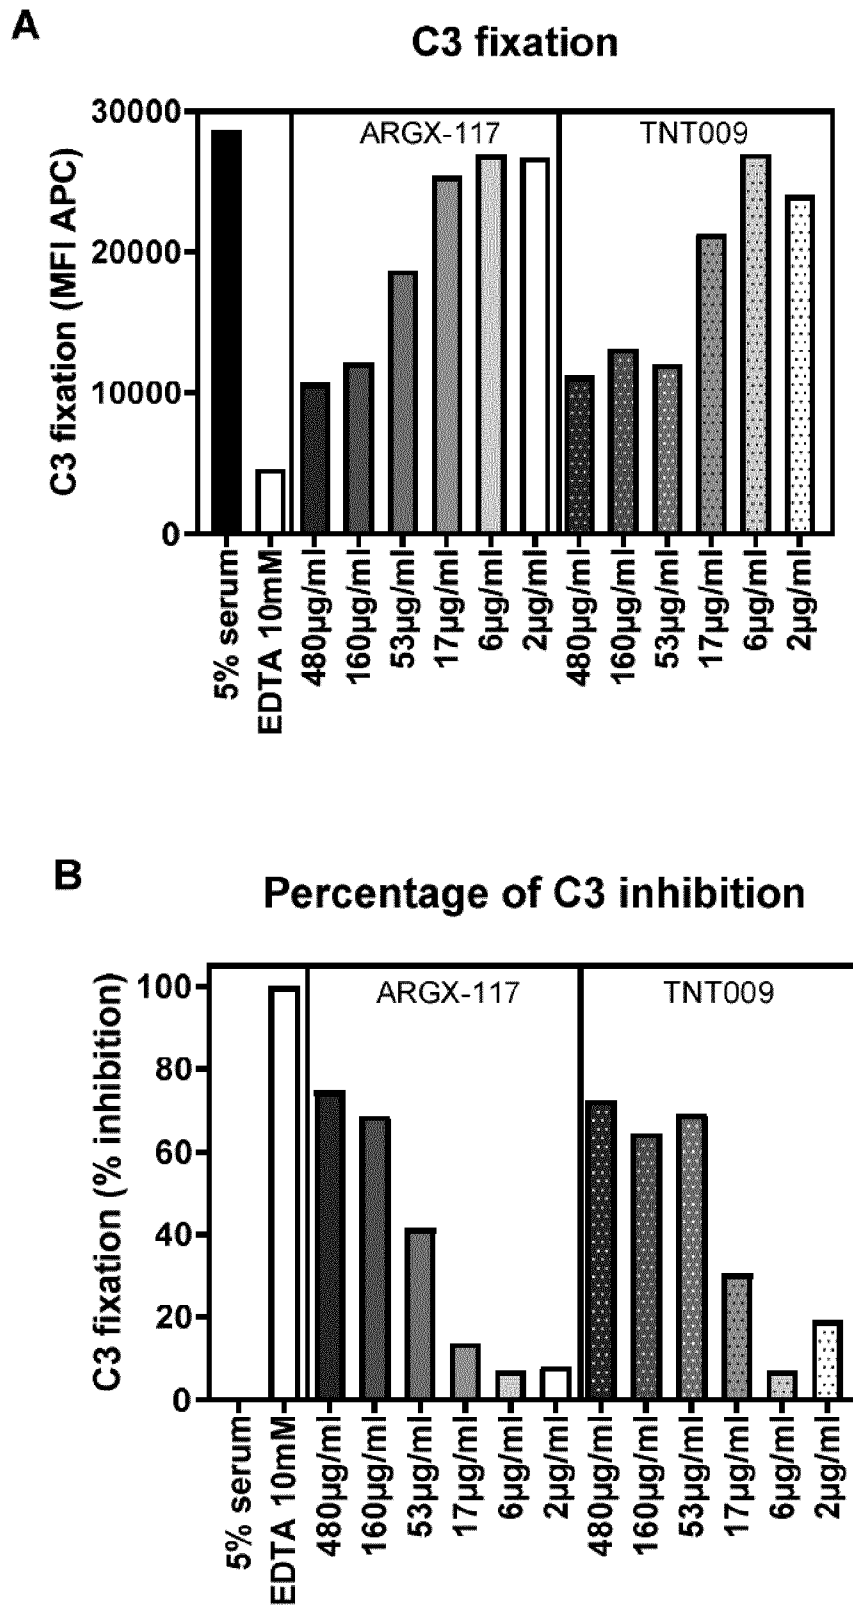 A
C3 fixation
30000
20000
10000
0
C3 fixation (MFI APC)
ARGX-117
TNT009
5% serum
EDTA 10mM
480µg/ml
160µg/ml
53µg/ml
17µg/ml
6µg/ml
2µg/ml
480µg/ml
160µg/ml
53µg/ml
17µg/ml
6µg/ml
2µg/ml
B
Percentage of C3 inhibition
100
80
60
40
20
0
C3 fixation (% inhibition)
ARGX-117
TNT009
5% serum
EDTA 10mM
480µg/ml
160µg/ml
53µg/ml
17µg/ml
6µg/ml
2µg/ml
480µg/ml
160µg/ml
53µg/ml
17µg/ml
6µg/ml
2µg/ml